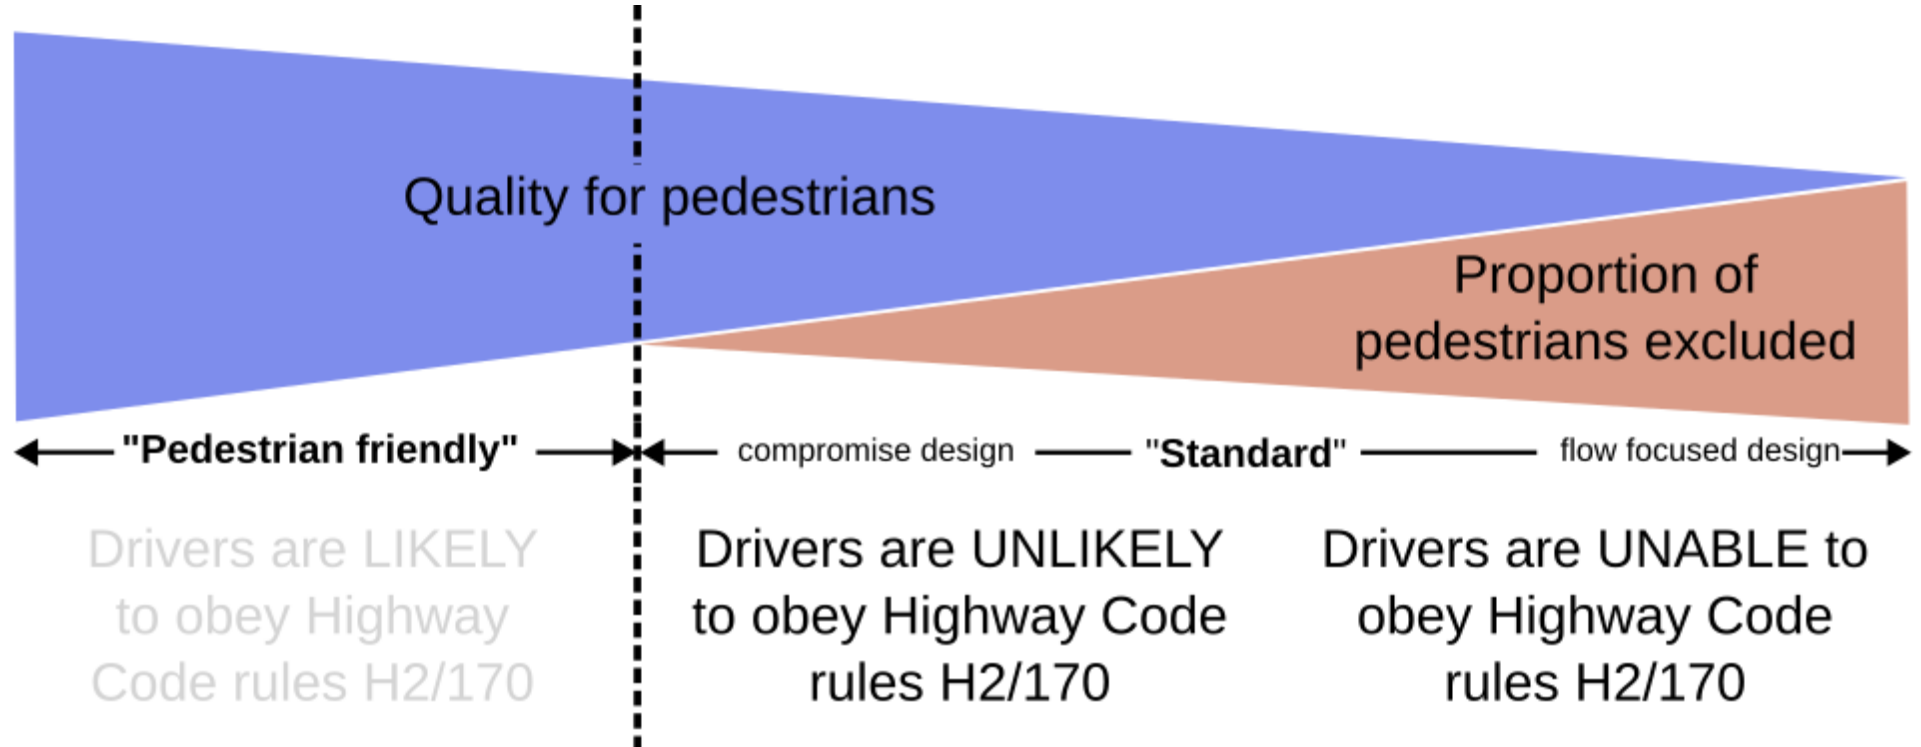 Quality for pedestrians
Proportion of
pedestrians excluded
"Pedestrian friendly"
compromise design
"Standard"
flow focused design
Drivers are LIKELY
to obey Highway
Code rules H2/170
Drivers are UNLIKELY
to obey Highway Code
rules H2/170
Drivers are UNABLE to
obey Highway Code
rules H2/170